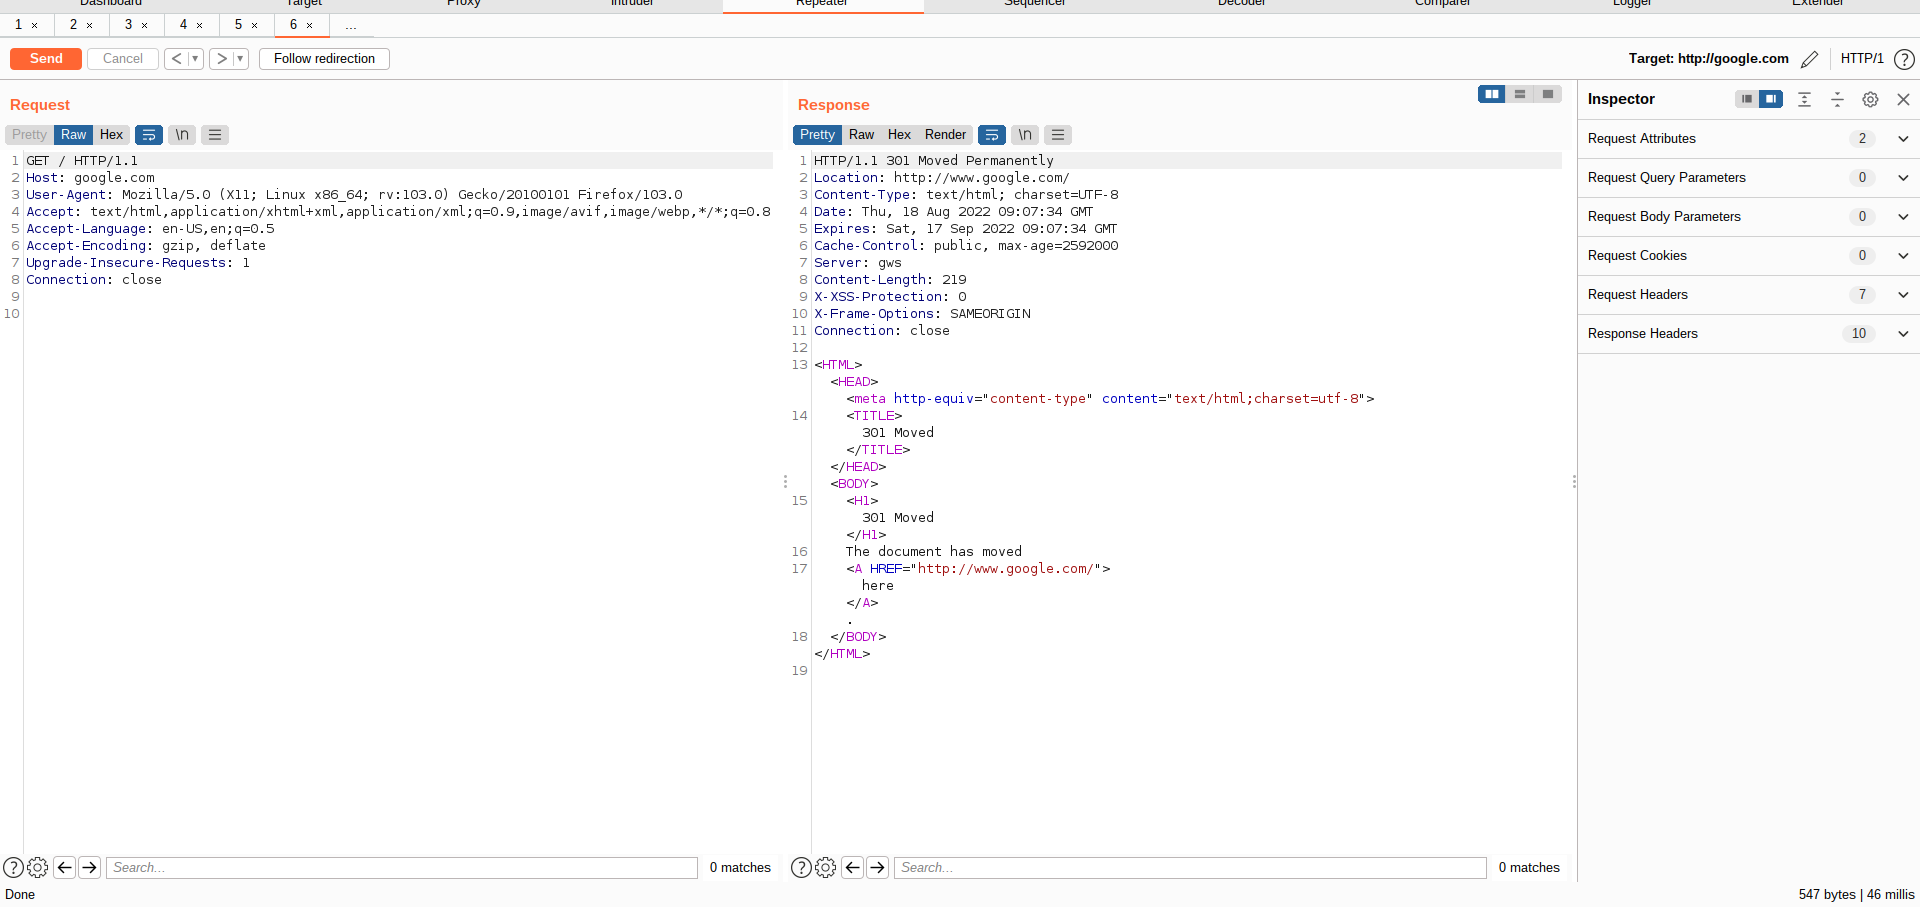 Dashboard Target Proxy Intruder Repeater Sequencer Decoder Comparer Logger Extender
1 × 2 × 3 × 4 × 5 × 6 × ...
Send Cancel < ▾ > ▾ Follow redirection Target: http://google.com HTTP/1 ?
Request
Pretty Raw Hex \n
1 GET / HTTP/1.1
2 Host: google.com
3 User-Agent: Mozilla/5.0 (X11; Linux x86_64; rv:103.0) Gecko/20100101 Firefox/103.0
4 Accept: text/html,application/xhtml+xml,application/xml;q=0.9,image/avif,image/webp,*/*;q=0.8
5 Accept-Language: en-US,en;q=0.5
6 Accept-Encoding: gzip, deflate
7 Upgrade-Insecure-Requests: 1
8 Connection: close
9
10
? Search... 0 matches
Response
Pretty Raw Hex Render \n
1 HTTP/1.1 301 Moved Permanently
2 Location: http://www.google.com/
3 Content-Type: text/html; charset=UTF-8
4 Date: Thu, 18 Aug 2022 09:07:34 GMT
5 Expires: Sat, 17 Sep 2022 09:07:34 GMT
6 Cache-Control: public, max-age=2592000
7 Server: gws
8 Content-Length: 219
9 X-XSS-Protection: 0
10 X-Frame-Options: SAMEORIGIN
11 Connection: close
12
13 <HTML>
<HEAD>
<meta http-equiv="content-type" content="text/html;charset=utf-8">
14 <TITLE>
301 Moved
</TITLE>
</HEAD>
<BODY>
15 <H1>
301 Moved
</H1>
16 The document has moved
17 <A HREF="http://www.google.com/">
here
</A>
.
18 </BODY>
</HTML>
19
? Search... 0 matches
Inspector
Request Attributes 2
Request Query Parameters 0
Request Body Parameters 0
Request Cookies 0
Request Headers 7
Response Headers 10
Done 547 bytes | 46 millis